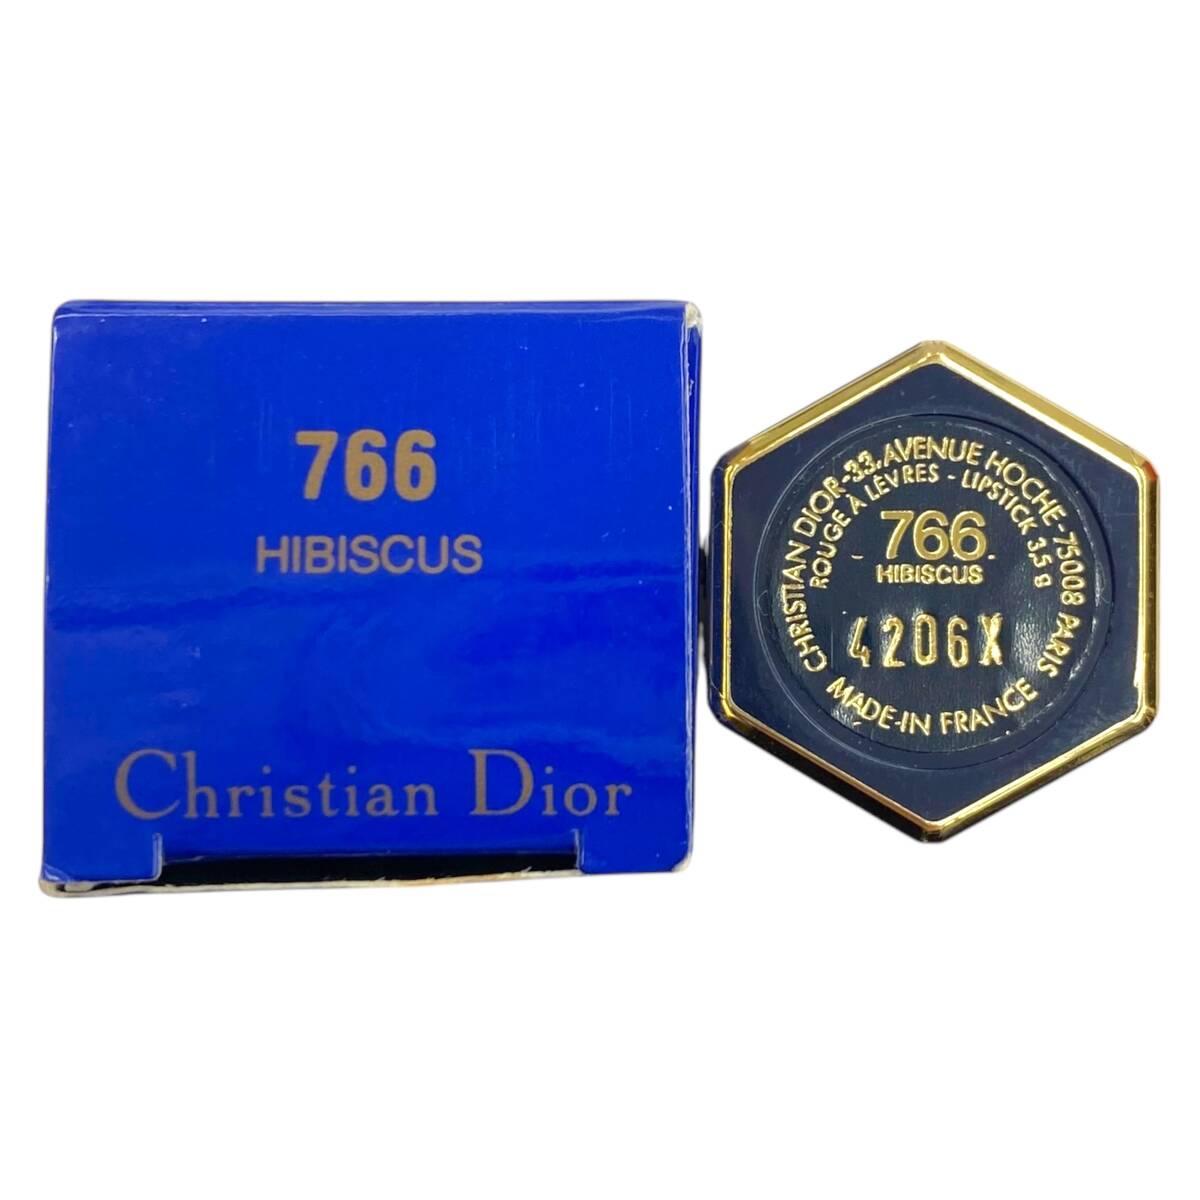 766
HIBISCUS
Christian Dior
CHRISTIAN DIOR-33, AVENUE HOCHE-75008 PARIS
ROUGE À LÈVRES - LIPSTICK 3,5 g
766
HIBISCUS
4206X
MADE-IN FRANCE